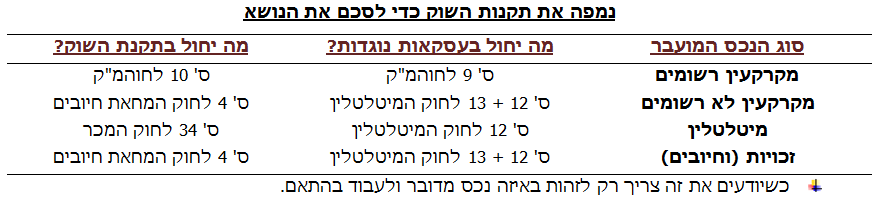 נמפה את תקנות השוק כדי לסכם את הנושא
סוג הנכס המועבר מה יחול בעסקאות נוגדות? מה יחול בתקנת השוק?
מקרקעין רשומים ס' 9 לחוהמ"ק ס' 10 לחוהמ"ק
מקרקעין לא רשומים ס' 12 + 13 לחוק המיטלטלין ס' 4 לחוק המחאת חיובים
מיטלטלין ס' 12 לחוק המיטלטלין ס' 34 לחוק המכר
זכויות (וחיובים) ס' 12 + 13 לחוק המיטלטלין ס' 4 לחוק המחאת חיובים
כשיודעים את זה צריך רק לזהות באיזה נכס מדובר ולעבוד בהתאם.